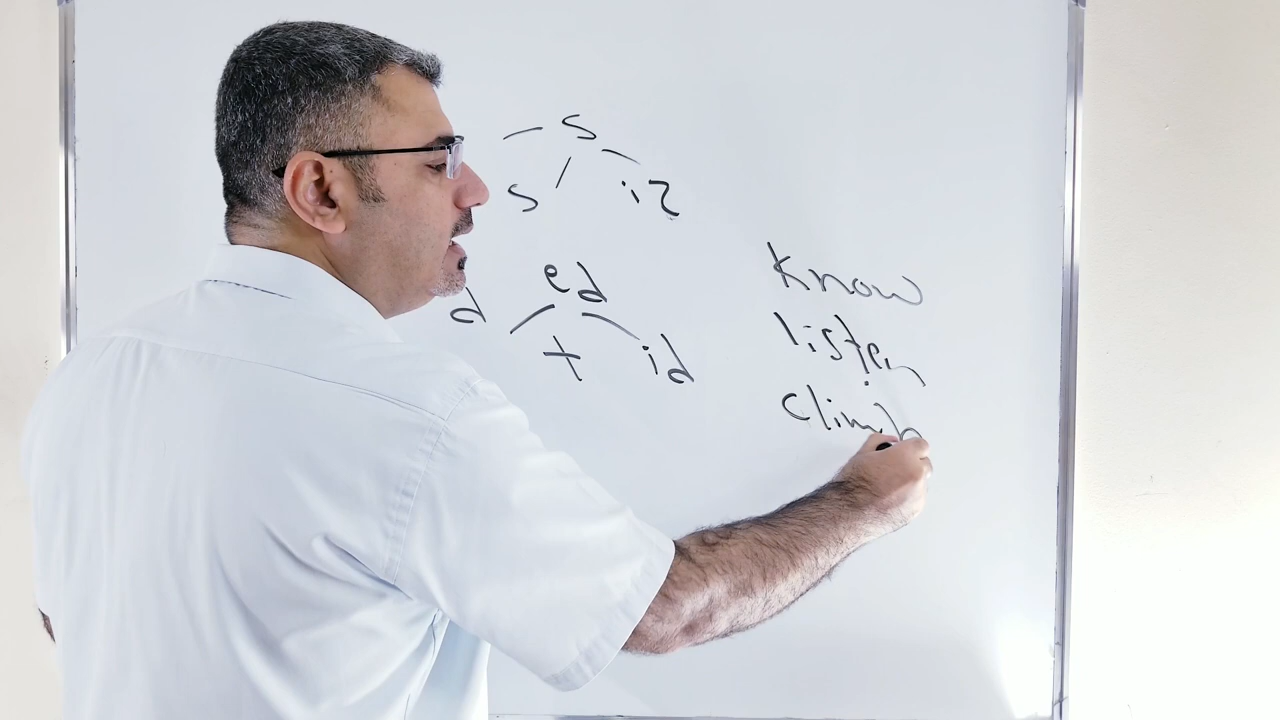 s
s iz
ed
d t id
know
listen
climb